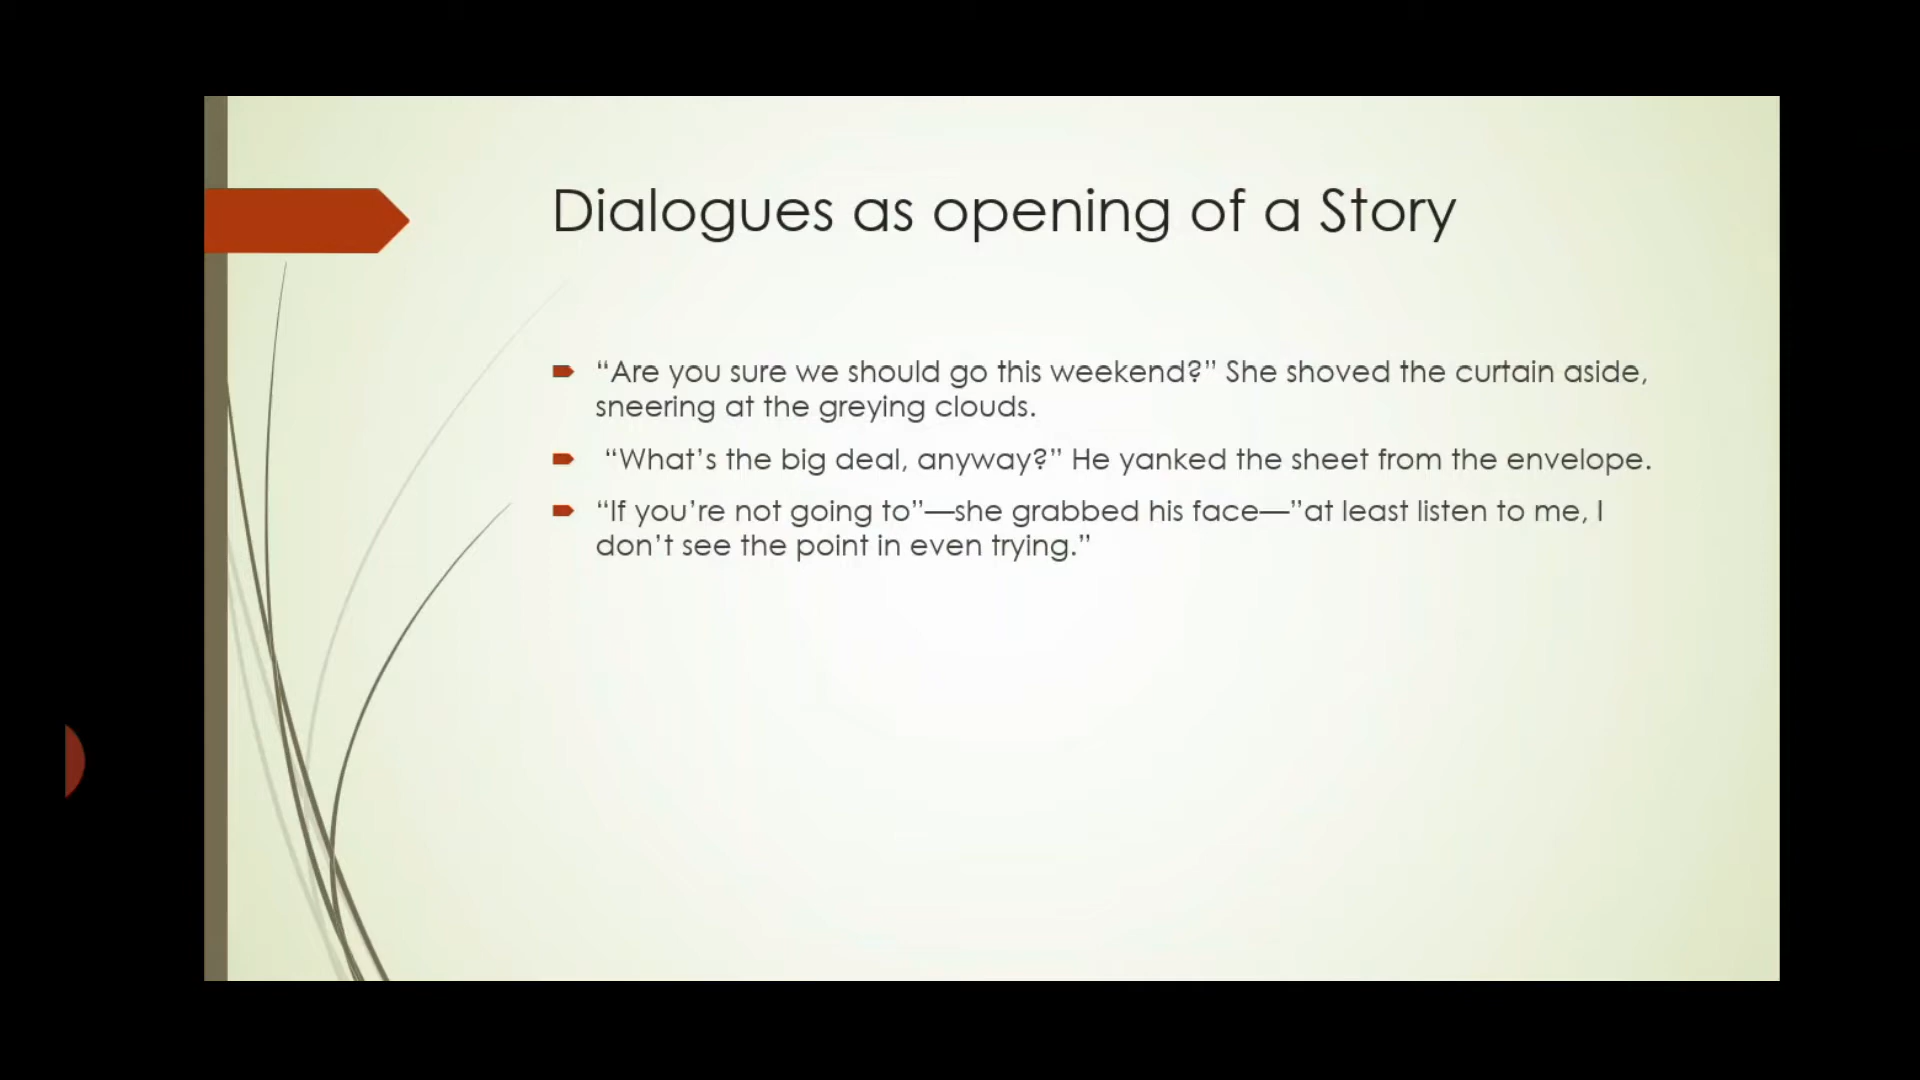 Dialogues as opening of a Story
“Are you sure we should go this weekend?” She shoved the curtain aside,
sneering at the greying clouds.
“What’s the big deal, anyway?” He yanked the sheet from the envelope.
“If you’re not going to”—she grabbed his face—”at least listen to me, I
don’t see the point in even trying.”